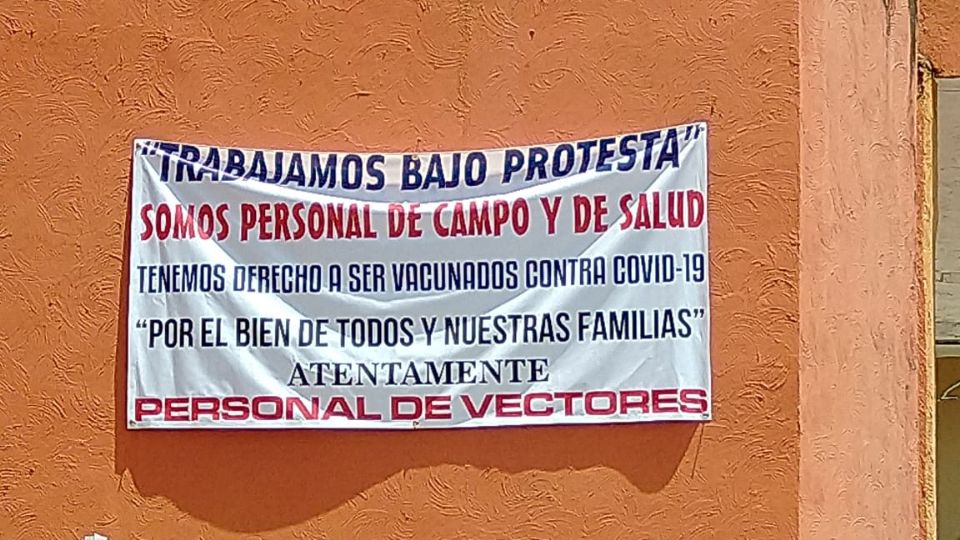 "TRABAJAMOS BAJO PROTESTA"
SOMOS PERSONAL DE CAMPO Y DE SALUD
TENEMOS DERECHO A SER VACUNADOS CONTRA COVID-19
"POR EL BIEN DE TODOS Y NUESTRAS FAMILIAS"
ATENTAMENTE
PERSONAL DE VECTORES